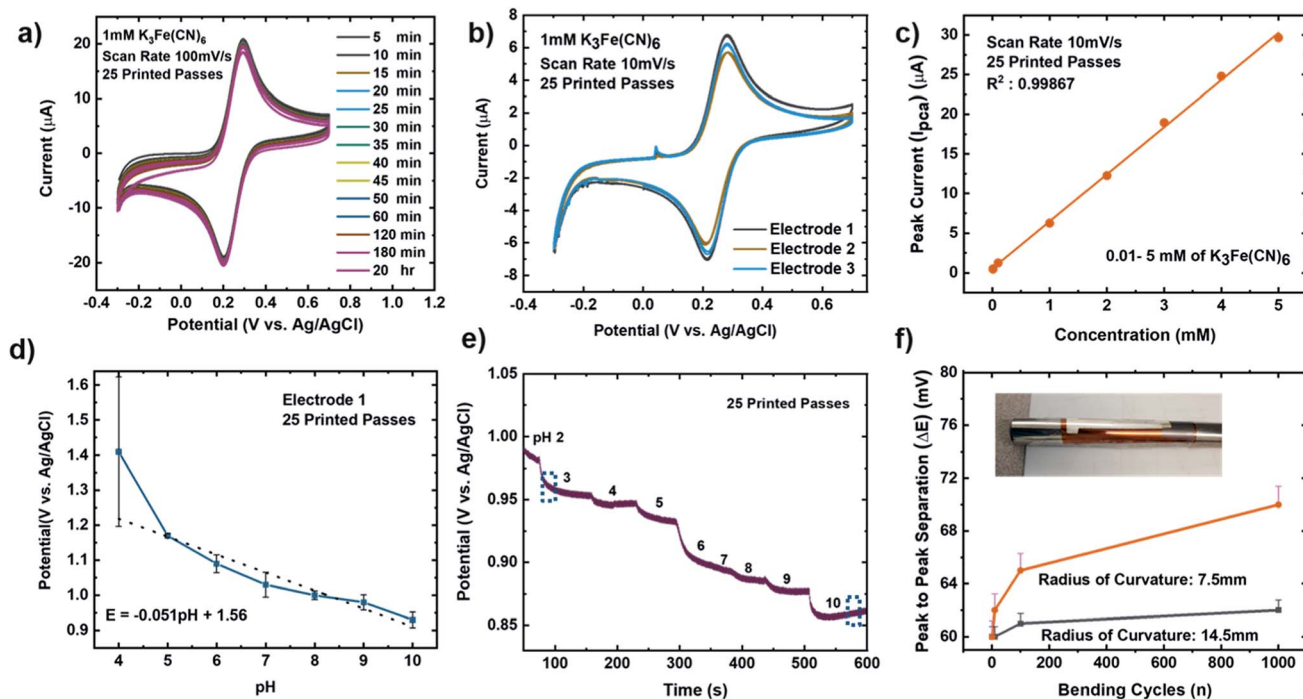 a)
1mM K3Fe(CN)6
Scan Rate 100mV/s
25 Printed Passes
5 min
10 min
15 min
20 min
25 min
30 min
35 min
40 min
45 min
50 min
60 min
120 min
180 min
20 hr
Current (μA)
20
10
0
-10
-20
-0.4 -0.2 0.0 0.2 0.4 0.6 0.8 1.0 1.2
Potential (V vs. Ag/AgCl)
b)
1mM K3Fe(CN)6
Scan Rate 10mV/s
25 Printed Passes
Electrode 1
Electrode 2
Electrode 3
Current (μA)
8
6
4
2
0
-2
-4
-6
-8
-0.4 -0.2 0.0 0.2 0.4 0.6
Potential (V vs. Ag/AgCl)
c)
Scan Rate 10mV/s
25 Printed Passes
R2 : 0.99867
0.01- 5 mM of K3Fe(CN)6
Peak Current (Ipca) (μA)
35
30
25
20
15
10
5
0
0 1 2 3 4 5
Concentration (mM)
d)
Electrode 1
25 Printed Passes
E = -0.051pH + 1.56
Potential(V vs. Ag/AgCl)
1.6
1.5
1.4
1.3
1.2
1.1
1.0
0.9
4 5 6 7 8 9 10
pH
e)
25 Printed Passes
pH 2
3
4
5
6
7
8
9
10
Potential (V vs. Ag/AgCl)
1.05
1.00
0.95
0.90
0.85
100 200 300 400 500 600
Time (s)
f)
Radius of Curvature: 7.5mm
Radius of Curvature: 14.5mm
Peak to Peak Separation (ΔE) (mV)
80
76
72
68
64
60
0 200 400 600 800 1000
Bending Cycles (n)